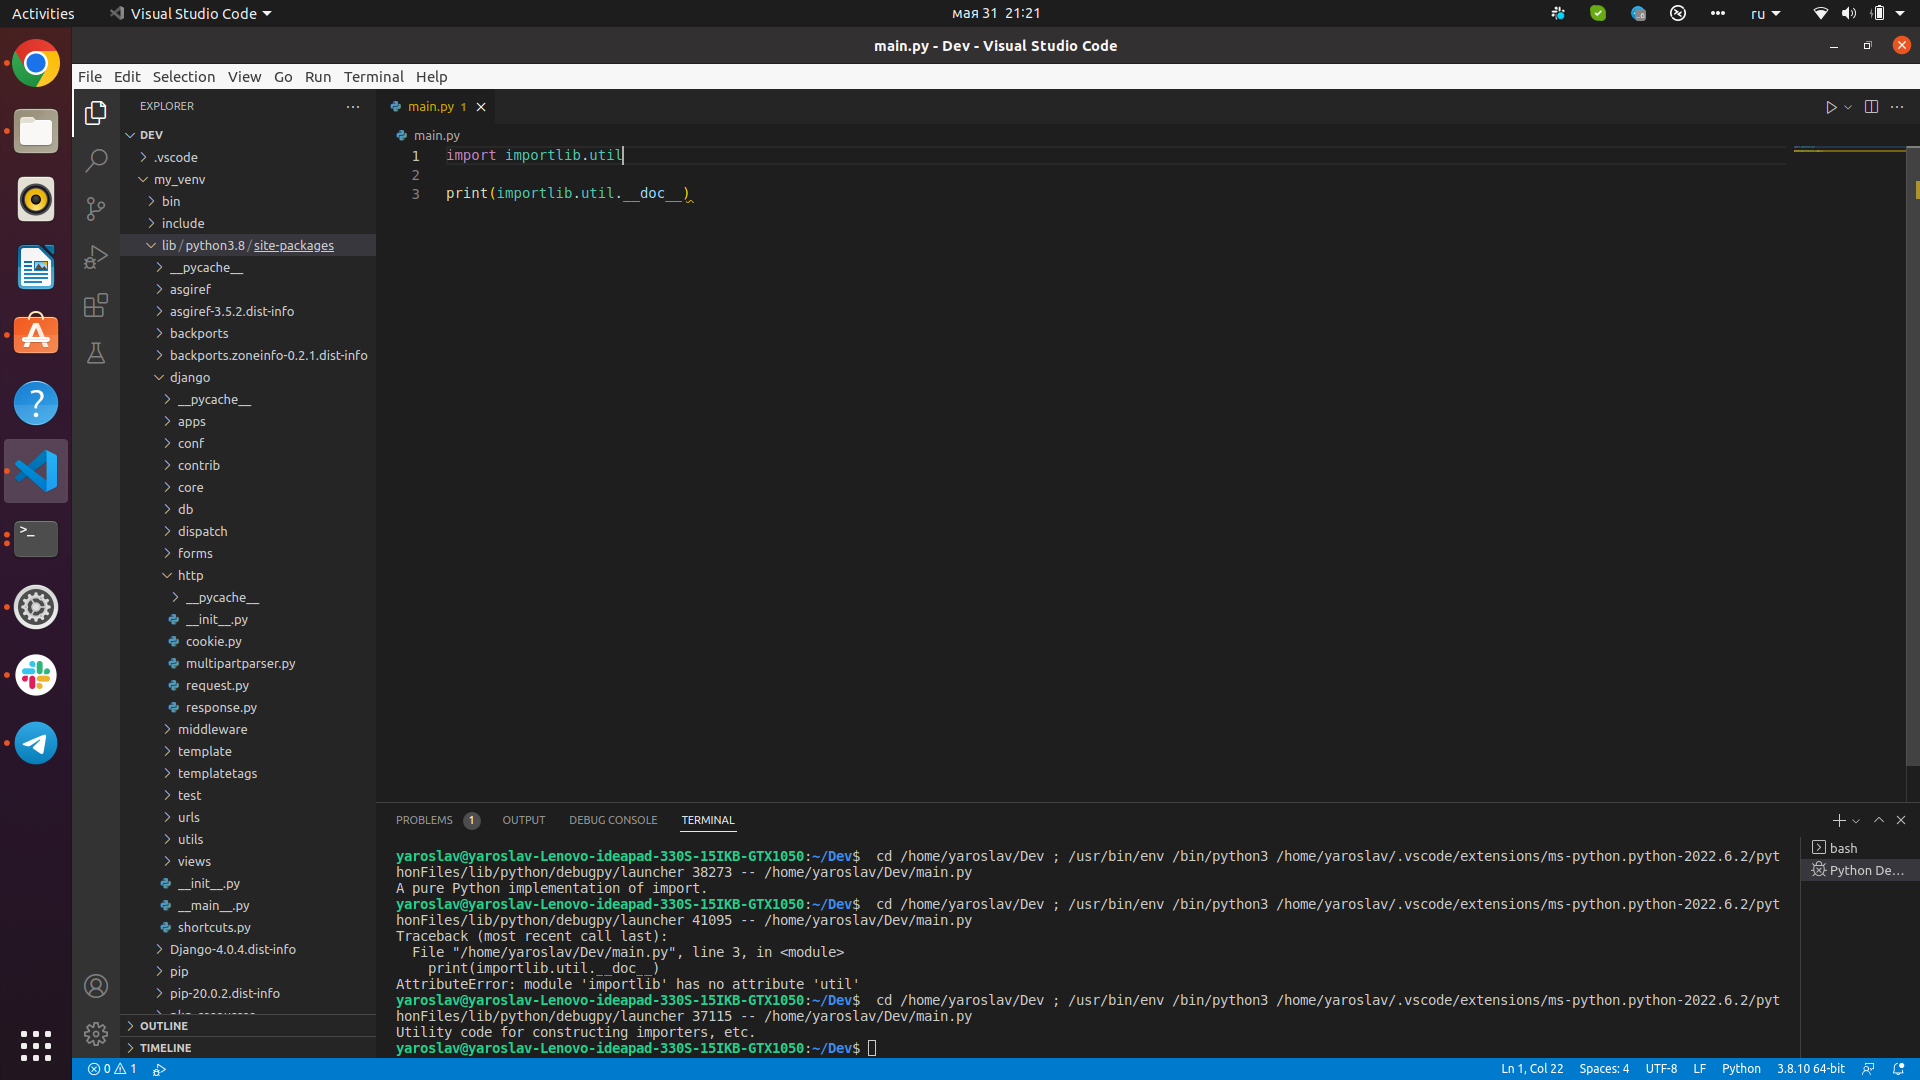 Activities
Visual Studio Code
мая 31 21:21
ru
main.py - Dev - Visual Studio Code
File Edit Selection View Go Run Terminal Help
EXPLORER
DEV
.vscode
my_venv
bin
include
lib/python3.8/site-packages
__pycache__
asgiref
asgiref-3.5.2.dist-info
backports
backports.zoneinfo-0.2.1.dist-info
django
__pycache__
apps
conf
contrib
core
db
dispatch
forms
http
__pycache__
__init__.py
cookie.py
multipartparser.py
request.py
response.py
middleware
template
templatetags
test
urls
utils
views
__init__.py
__main__.py
shortcuts.py
Django-4.0.4.dist-info
pip
pip-20.0.2.dist-info
OUTLINE
TIMELINE
main.py 1
main.py
1 import importlib.util
2
3 print(importlib.util.__doc__)
PROBLEMS 1 OUTPUT DEBUG CONSOLE TERMINAL
yaroslav@yaroslav-Lenovo-ideapad-330S-15IKB-GTX1050:~/Dev$ cd /home/yaroslav/Dev ; /usr/bin/env /bin/python3 /home/yaroslav/.vscode/extensions/ms-python.python-2022.6.2/pyt
honFiles/lib/python/debugpy/launcher 38273 -- /home/yaroslav/Dev/main.py
A pure Python implementation of import.
yaroslav@yaroslav-Lenovo-ideapad-330S-15IKB-GTX1050:~/Dev$ cd /home/yaroslav/Dev ; /usr/bin/env /bin/python3 /home/yaroslav/.vscode/extensions/ms-python.python-2022.6.2/pyt
honFiles/lib/python/debugpy/launcher 41095 -- /home/yaroslav/Dev/main.py
Traceback (most recent call last):
File "/home/yaroslav/Dev/main.py", line 3, in <module>
print(importlib.util.__doc__)
AttributeError: module 'importlib' has no attribute 'util'
yaroslav@yaroslav-Lenovo-ideapad-330S-15IKB-GTX1050:~/Dev$ cd /home/yaroslav/Dev ; /usr/bin/env /bin/python3 /home/yaroslav/.vscode/extensions/ms-python.python-2022.6.2/pyt
honFiles/lib/python/debugpy/launcher 37115 -- /home/yaroslav/Dev/main.py
Utility code for constructing importers, etc.
yaroslav@yaroslav-Lenovo-ideapad-330S-15IKB-GTX1050:~/Dev$
bash
Python De...
0 1
Ln 1, Col 22 Spaces: 4 UTF-8 LF Python 3.8.10 64-bit